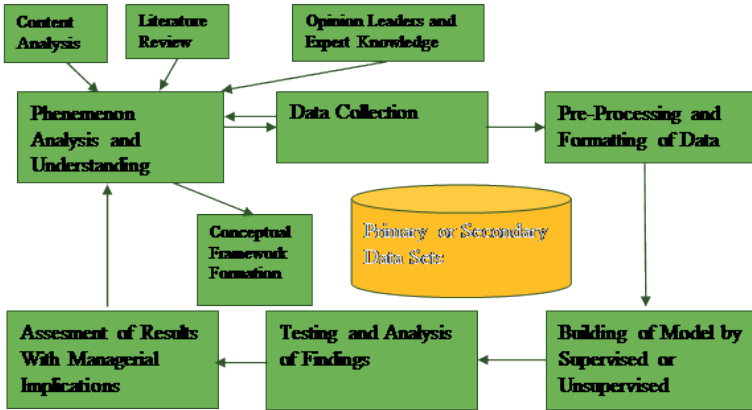 Content
Analysis
Literature
Review
Opinion Leaders and
Expert Knowledge
Phenemenon
Analysis and
Understanding
Data Collection
Pre-Processing and
Formatting of Data
Conceptual
Framework
Formation
Primary or Secondary
Data Sets
Assesment of Results
With Managerial
Implications
Testing and Analysis
of Findings
Building of Model by
Supervised or
Unsupervised